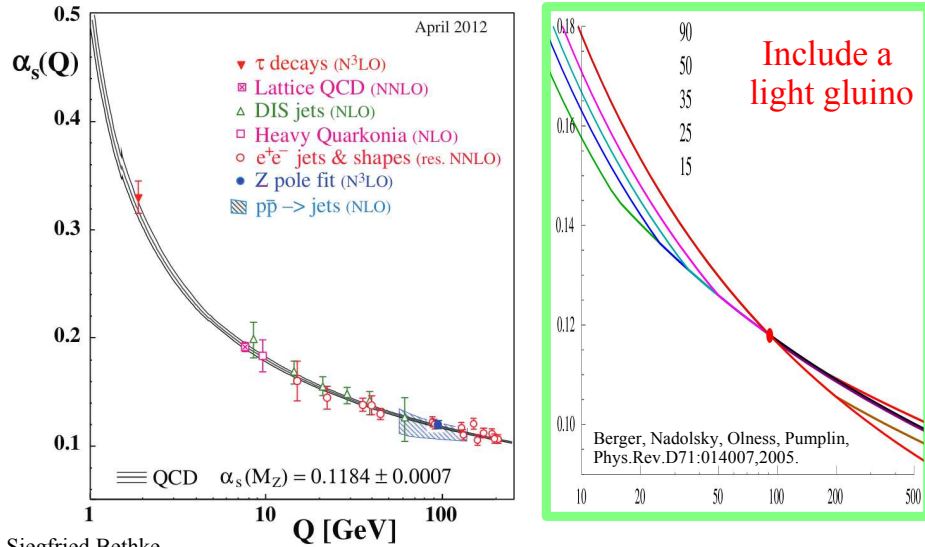 0.5
0.4
0.3
0.2
0.1
αs(Q)
April 2012
τ decays (N³LO)
Lattice QCD (NNLO)
DIS jets (NLO)
Heavy Quarkonia (NLO)
e⁺e⁻ jets & shapes (res. NNLO)
Z pole fit (N³LO)
pp̅ –> jets (NLO)
QCD αs(Mz) = 0.1184 ± 0.0007
1 10 100
Q [GeV]
Siegfried Bethke
0.18
0.16
0.14
0.12
0.10
90
50
35
25
15
Include a
light gluino
Berger, Nadolsky, Olness, Pumplin,
Phys.Rev.D71:014007,2005.
10 20 50 100 200 500